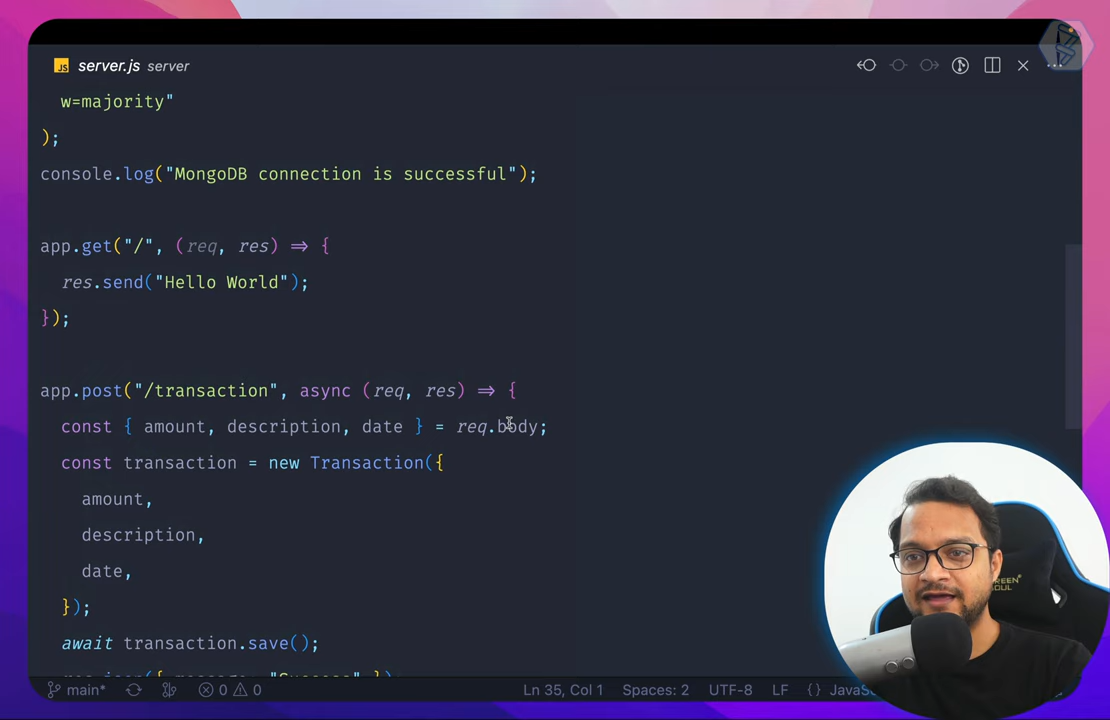 JS server.js server
w=majority"
);
console.log("MongoDB connection is successful");
app.get("/", (req, res) => {
res.send("Hello World");
});
app.post("/transaction", async (req, res) => {
const { amount, description, date } = req.body;
const transaction = new Transaction({
amount,
description,
date,
});
await transaction.save();
main* 0 0 Ln 35, Col 1 Spaces: 2 UTF-8 LF {}